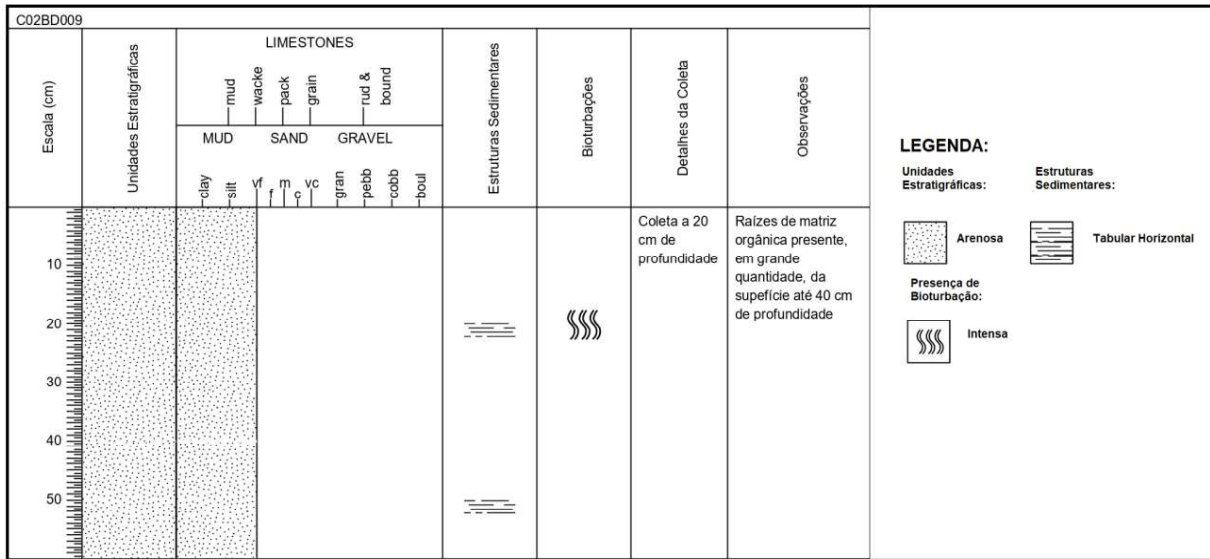 C02BD009
Escala (cm)
Unidades Estratigráficas
LIMESTONES
mud
wacke
pack
grain
rud &
bound
MUD SAND GRAVEL
clay
silt
vf
f
m
c
vc
gran
pebb
cobb
boul
Estruturas Sedimentares
Bioturbações
Detalhes da Coleta
Observações
10
20
30
40
50
Coleta a 20
cm de
profundidade
Raízes de matriz
orgânica presente,
em grande
quantidade, da
supefície até 40 cm
de profundidade
LEGENDA:
Unidades
Estratigráficas:
Estruturas
Sedimentares:
Arenosa
Tabular Horizontal
Presença de
Bioturbação:
Intensa